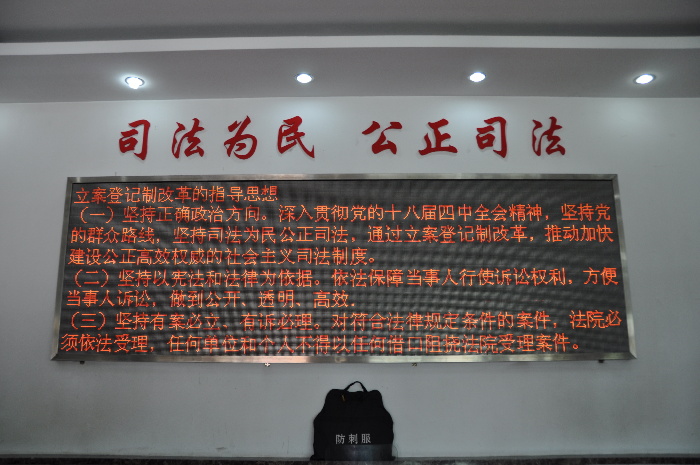 司法为民 公正司法
立案登记制改革的指导思想
（一）坚持正确政治方向。深入贯彻党的十八届四中全会精神，坚持党
的群众路线，坚持司法为民公正司法，通过立案登记制改革，推动加快
建设公正高效权威的社会主义司法制度。
（二）坚持以宪法和法律为依据。依法保障当事人行使诉讼权利，方便
当事人诉讼，做到公开、透明、高效。
（三）坚持有案必立、有诉必理。对符合法律规定条件的案件，法院必
须依法受理，任何单位和个人不得以任何借口阻挠法院受理案件。
防刺服